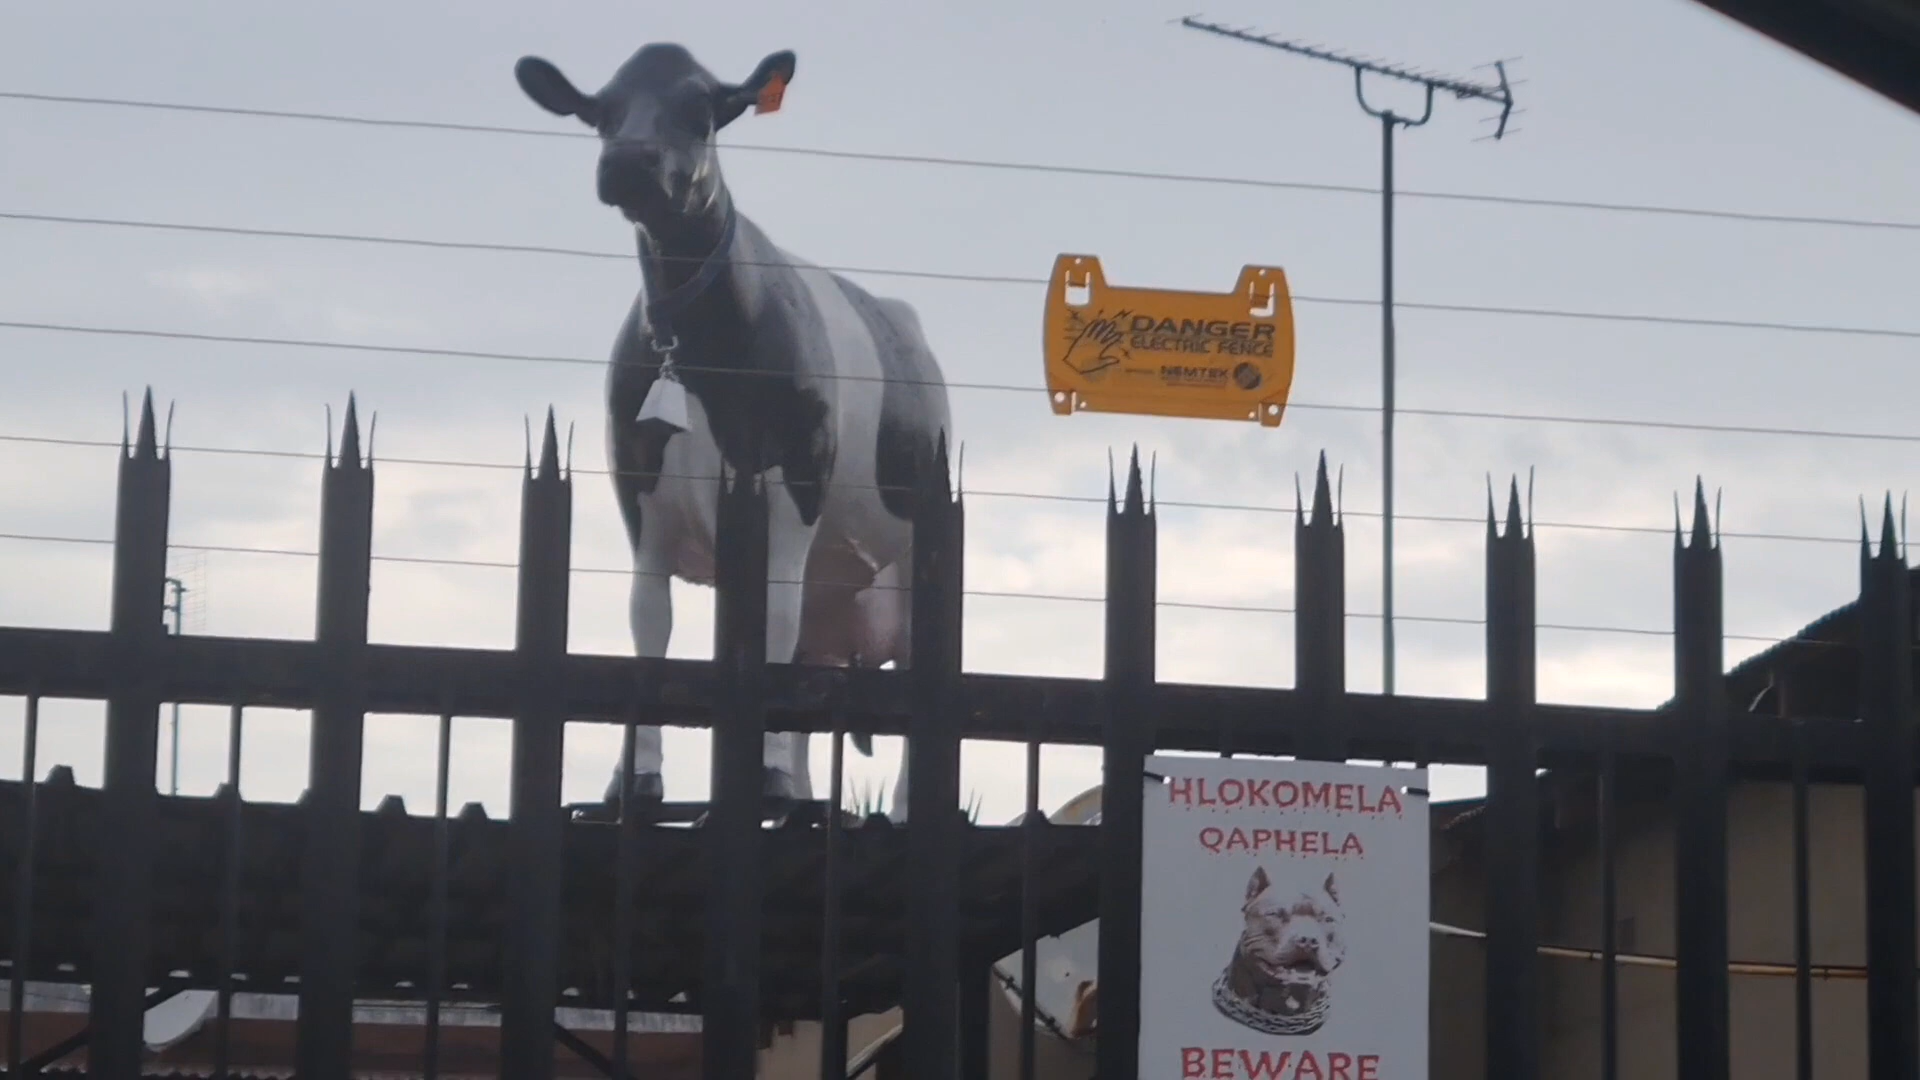 DANGER
ELECTRIC FENCE
NEMTEK
HLOKOMELA
QAPHELA
BEWARE